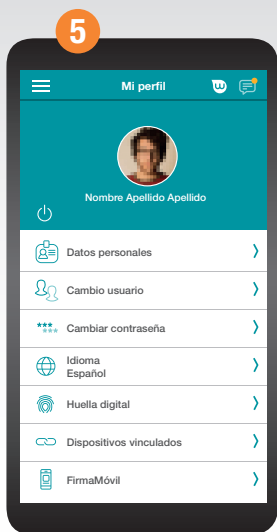 5
Mi perfil
Nombre Apellido Apellido
Datos personales
Cambio usuario
*** Cambiar contraseña
Idioma
Español
Huella digital
Dispositivos vinculados
FirmaMóvil